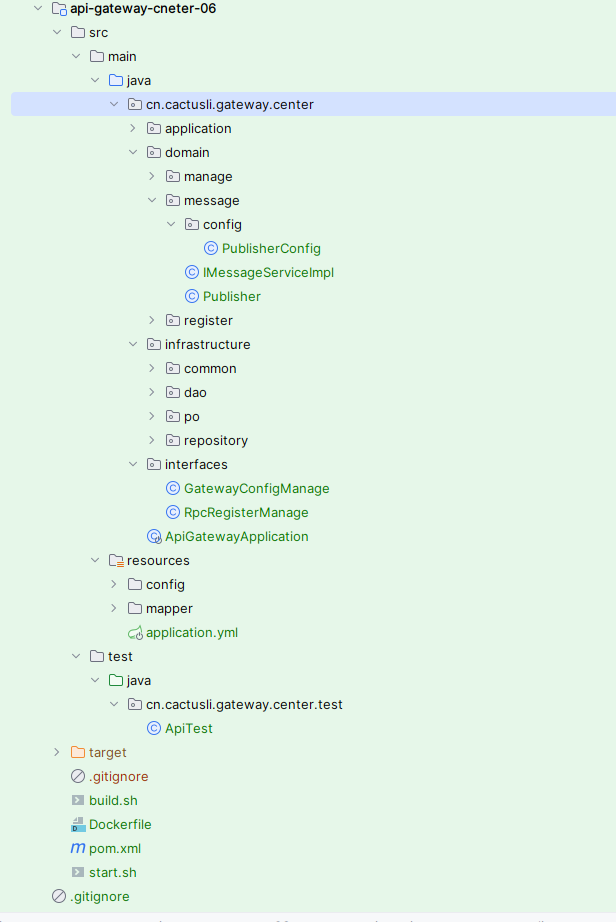 api-gateway-cneter-06
src
main
java
cn.cactusli.gateway.center
application
domain
manage
message
config
PublisherConfig
IMessageServiceImpl
Publisher
register
infrastructure
common
dao
po
repository
interfaces
GatewayConfigManage
RpcRegisterManage
ApiGatewayApplication
resources
config
mapper
application.yml
test
java
cn.cactusli.gateway.center.test
ApiTest
target
.gitignore
build.sh
Dockerfile
pom.xml
start.sh
.gitignore